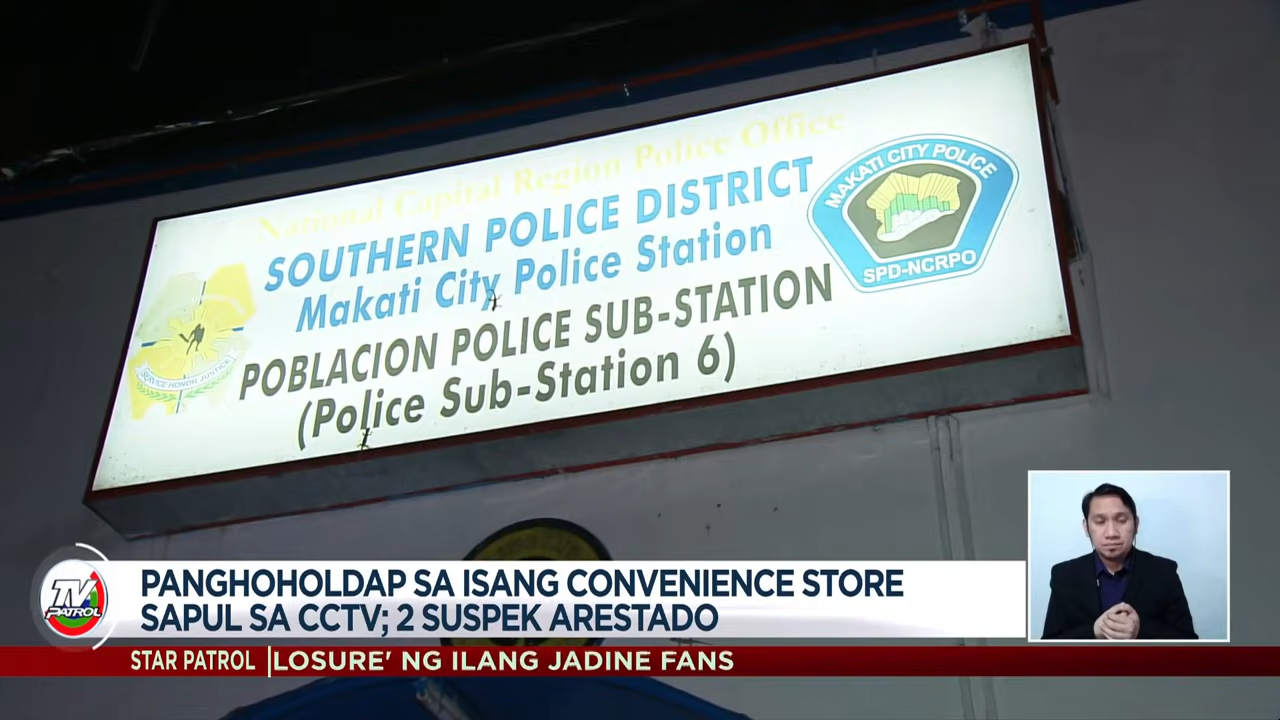 National Capital Region Police Office
SOUTHERN POLICE DISTRICT
Makati City Police Station
POBLACION POLICE SUB-STATION
(Police Sub-Station 6)
SERVICE HONOR JUSTICE
MAKATI CITY POLICE
SPD-NCRPO
TV
PATROL
PANGHOHOLDAP SA ISANG CONVENIENCE STORE
SAPUL SA CCTV; 2 SUSPEK ARESTADO
STAR PATROL LOSURE' NG ILANG JADINE FANS